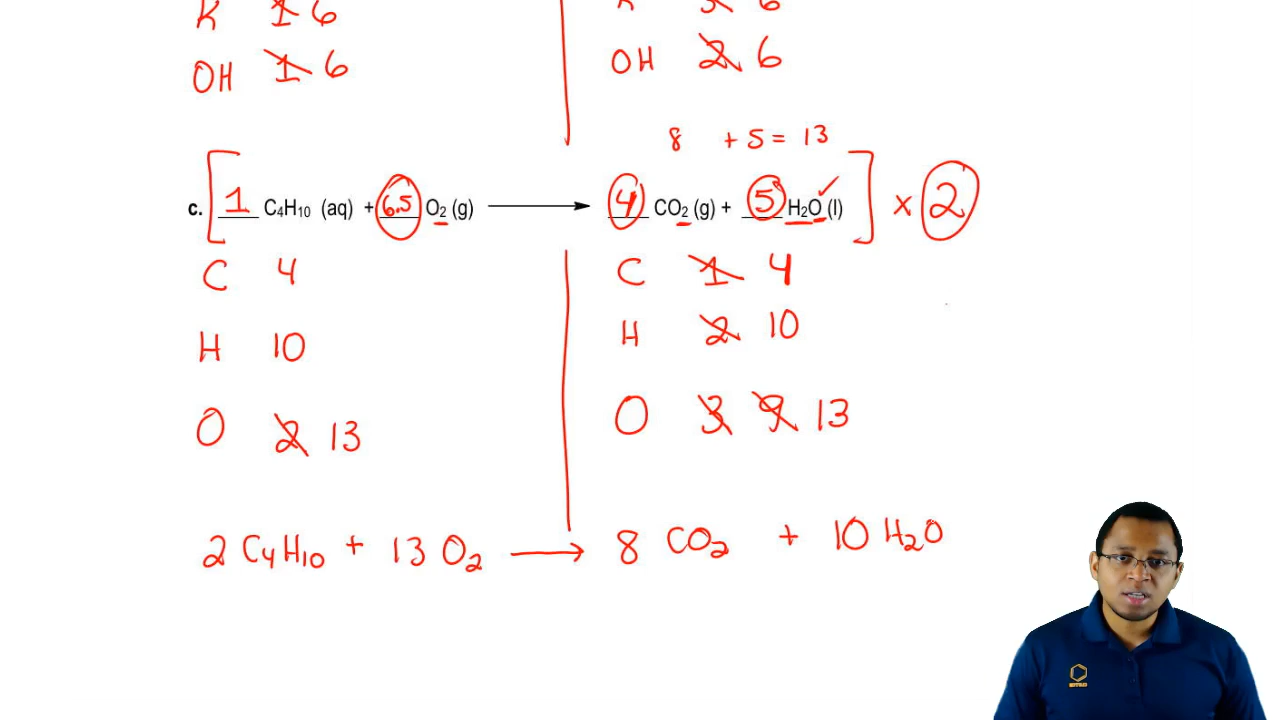 K 1 6 K 3 6
OH 1 6 OH 2 6
8 + 5 = 13
c. [ 1 C4H10 (aq) + 6.5 O2 (g) → 4 CO2 (g) + 5 H2O ✓ (l) ] x 2
C 4 C 1 4
H 10 H 2 10
O 2 13 O 3 9 13
2 C4H10 + 13 O2 → 8 CO2 + 10 H2O